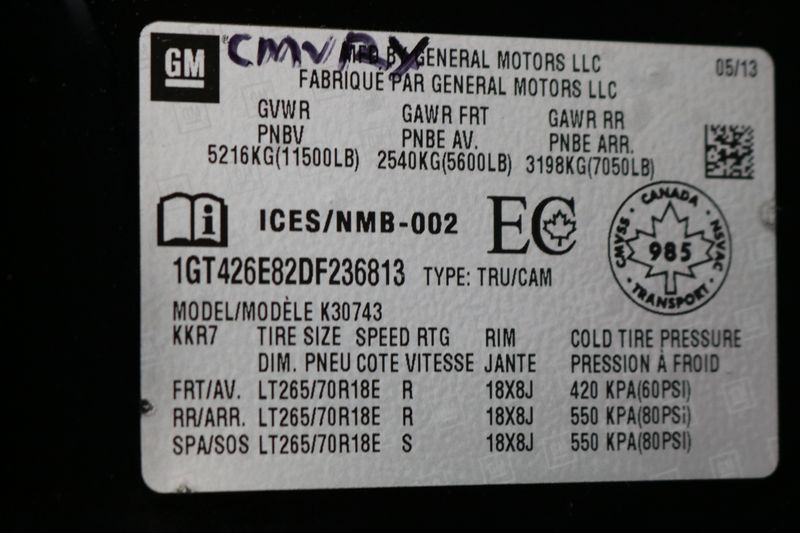 GM
MFD BY GENERAL MOTORS LLC
FABRIQUÉ PAR GENERAL MOTORS LLC
05/13
GVWR GAWR FRT GAWR RR
PNBV PNBE AV. PNBE ARR.
5216KG(11500LB) 2540KG(5600LB) 3198KG(7050LB)
i ICES/NMB-002 EC
CANADA
CMVSS 985 NSVAC
TRANSPORT
1GT426E82DF236813 TYPE: TRU/CAM
MODEL/MODÈLE K30743
KKR7 TIRE SIZE SPEED RTG RIM COLD TIRE PRESSURE
DIM. PNEU COTE VITESSE JANTE PRESSION À FROID
FRT/AV. LT265/70R18E R 18X8J 420 KPA(60PSI)
RR/ARR. LT265/70R18E R 18X8J 550 KPA(80PSI)
SPA/SOS LT265/70R18E S 18X8J 550 KPA(80PSI)